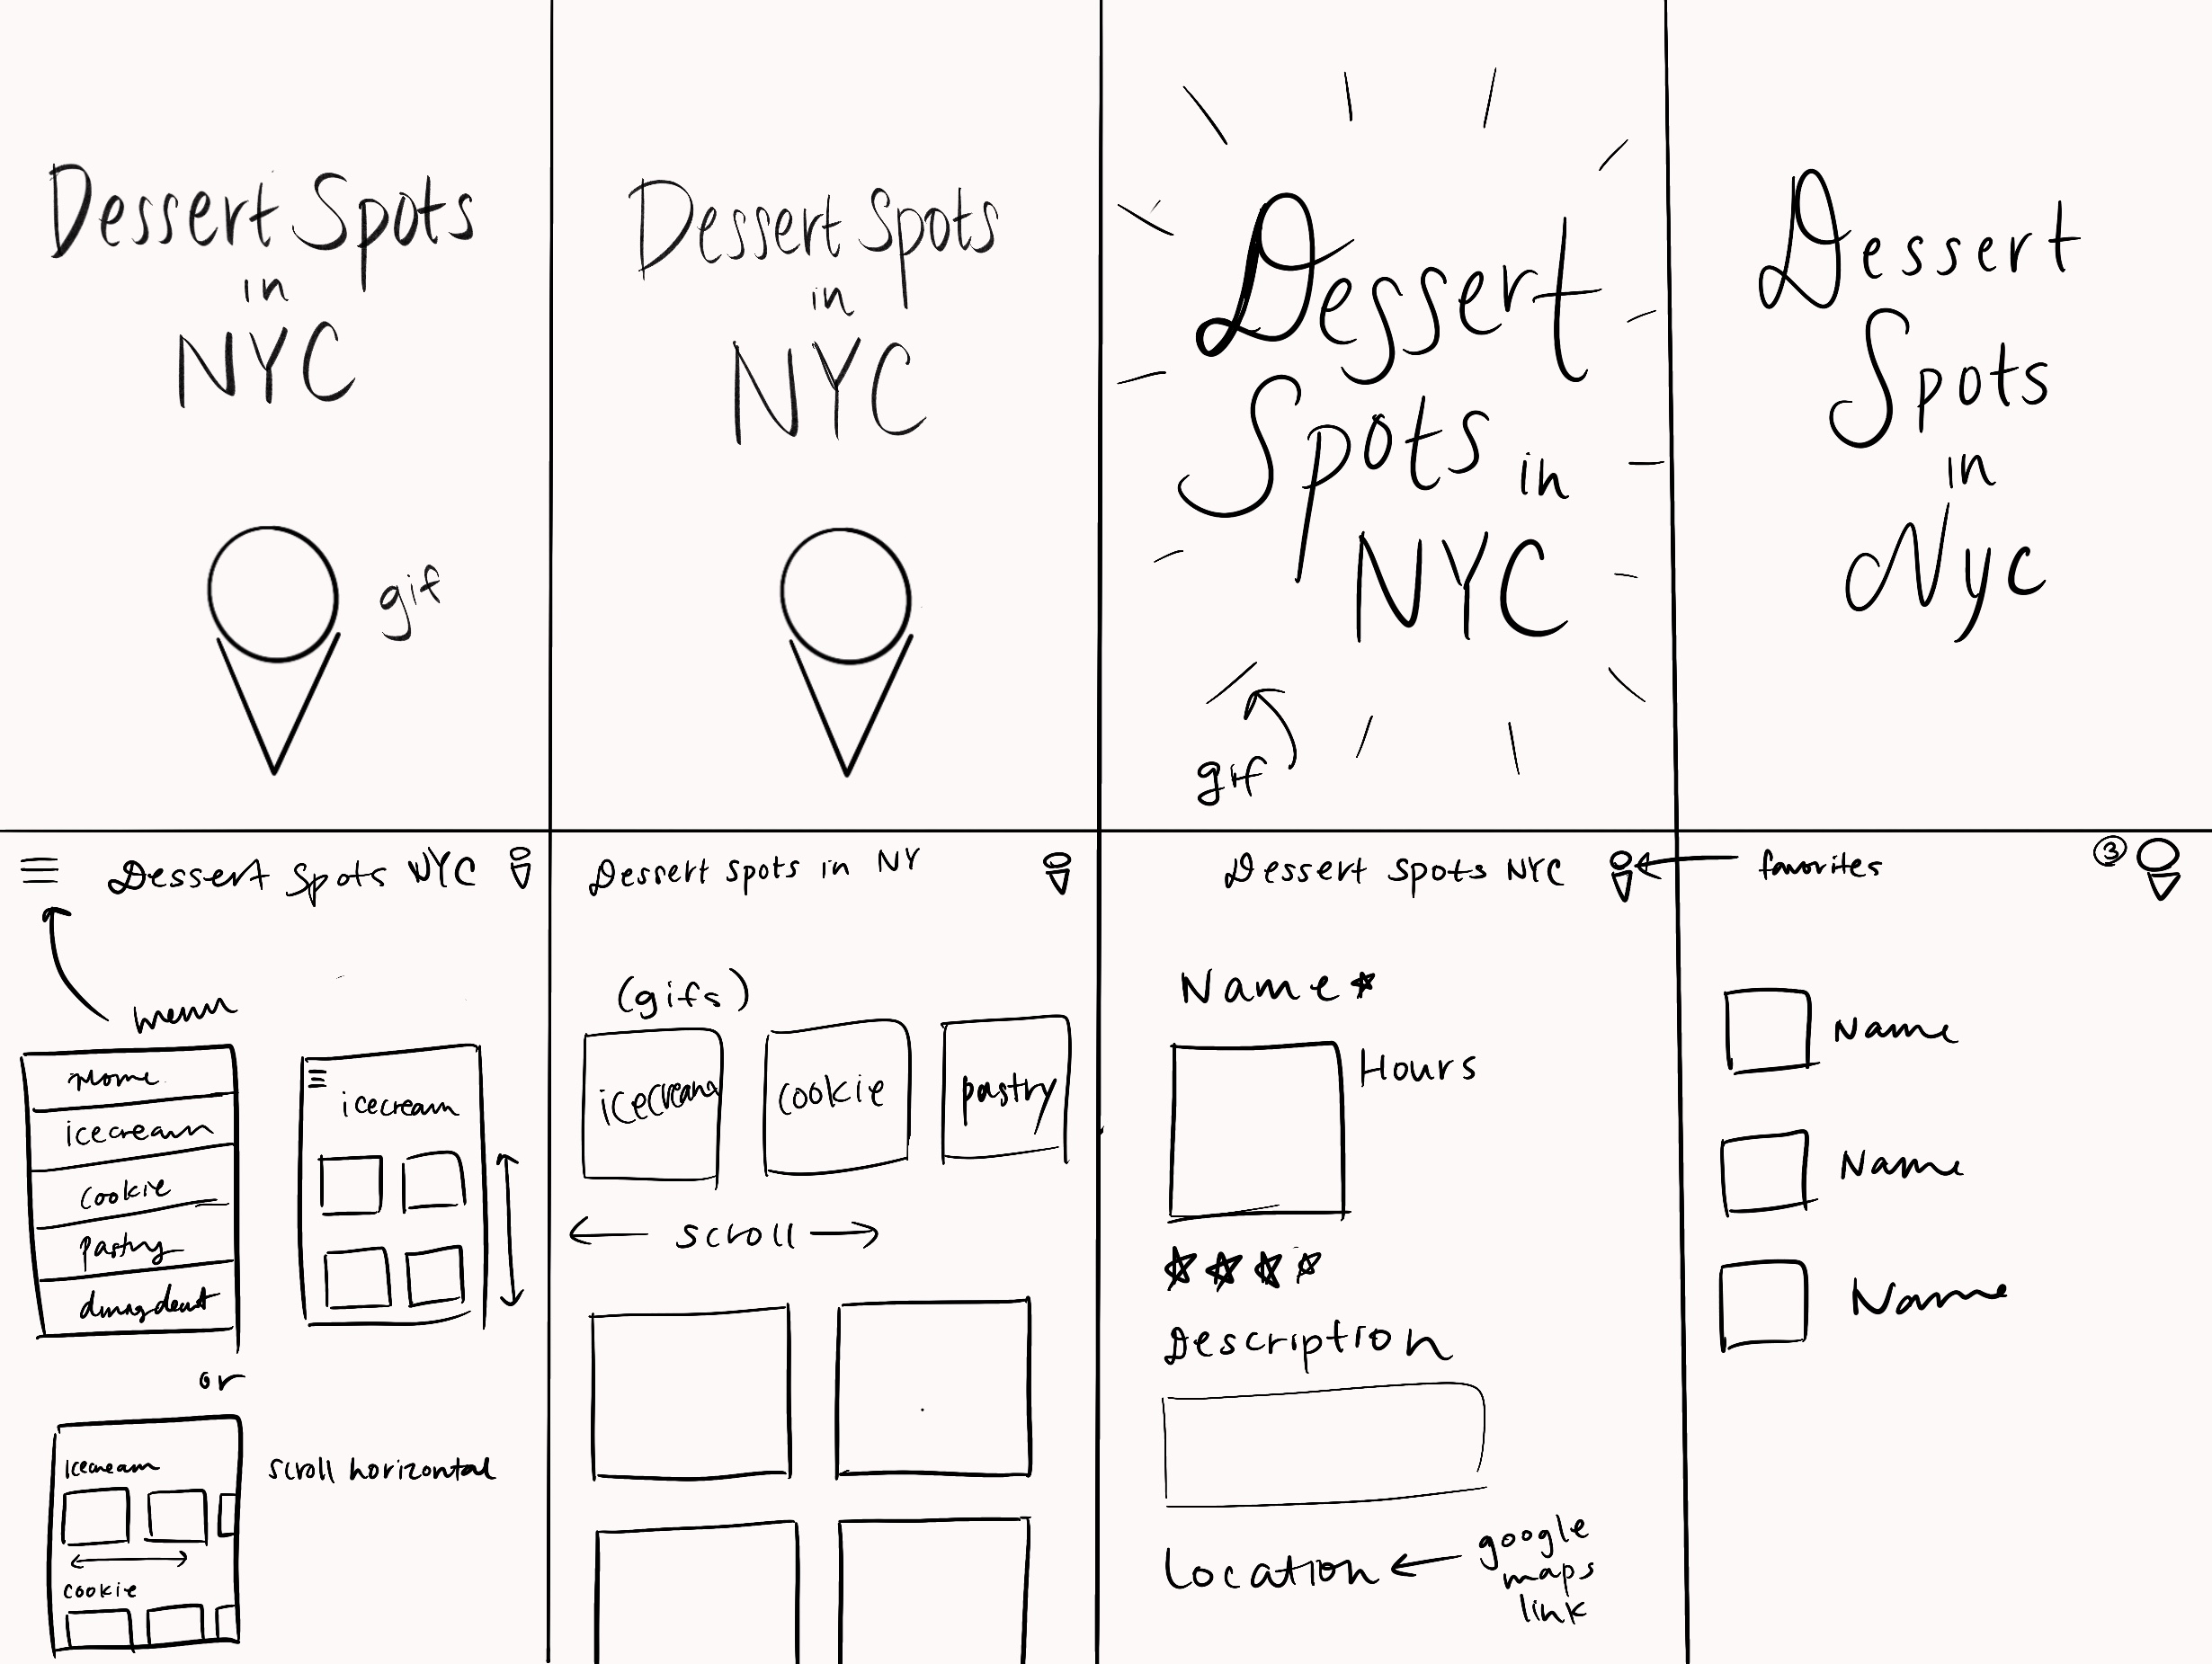 Dessert Spots
in
NYC
gif
Dessert Spots
in
NYC
Dessert
Spots in
NYC
gif
Dessert
Spots
in
Nyc
Dessert Spots NYC
menu
Home
icecream
cookie
pastry
icecream
or
Icecream
scroll horizontal
cookie
Dessert spots in NY
(gifs)
icecream
cookie
pastry
scroll
Dessert spots NYC
Name
Hours
Description
Location
google
maps
link
favorites
3
Name
Name
Name